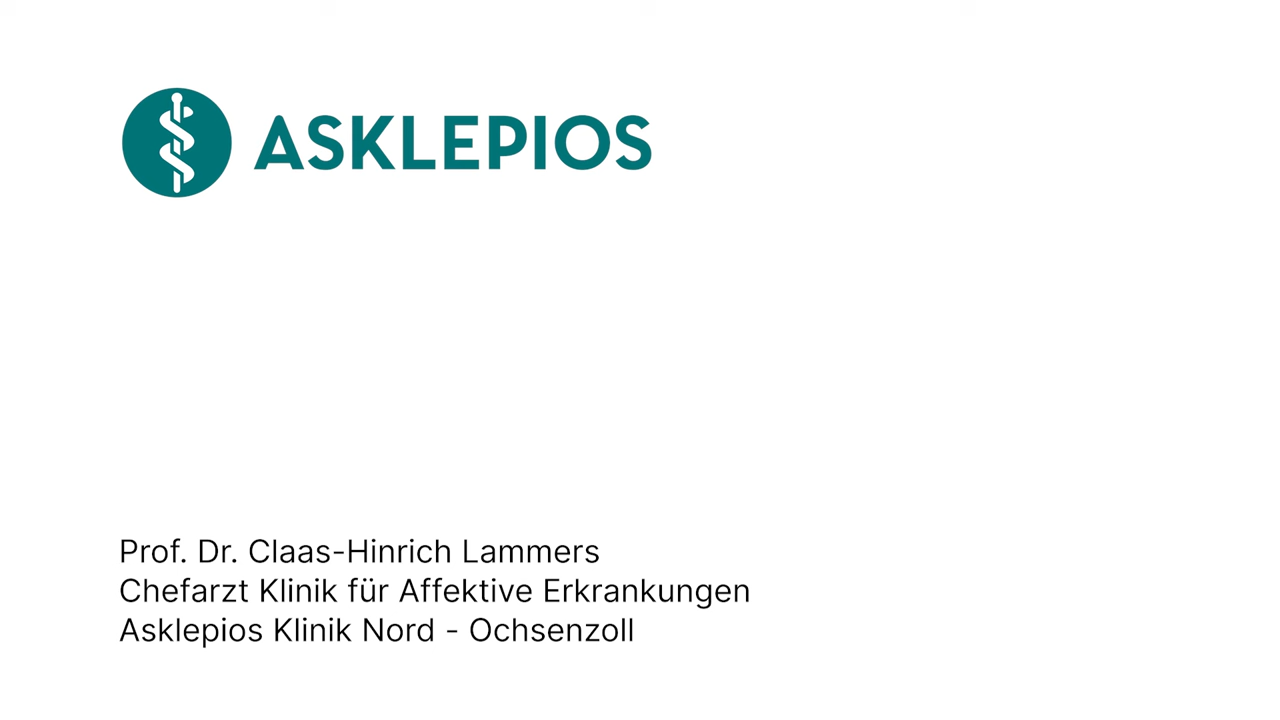 ASKLEPIOS
Prof. Dr. Claas-Hinrich Lammers
Chefarzt Klinik für Affektive Erkrankungen
Asklepios Klinik Nord - Ochsenzoll